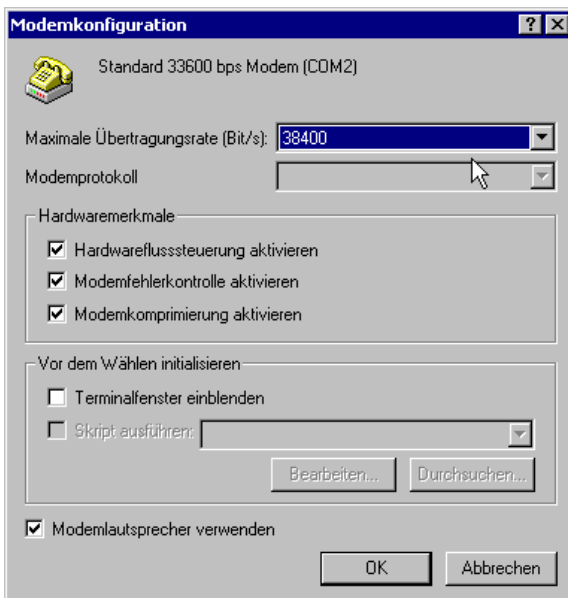 Modemkonfiguration
Standard 33600 bps Modem (COM2)
Maximale Übertragungsrate (Bit/s): 38400
Modemprotokoll
Hardwaremerkmale
Hardwareflusssteuerung aktivieren
Modemfehlerkontrolle aktivieren
Modemkomprimierung aktivieren
Vor dem Wählen initialisieren
Terminalfenster einblenden
Skript ausführen:
Bearbeiten... Durchsuchen...
Modemlautsprecher verwenden
OK Abbrechen